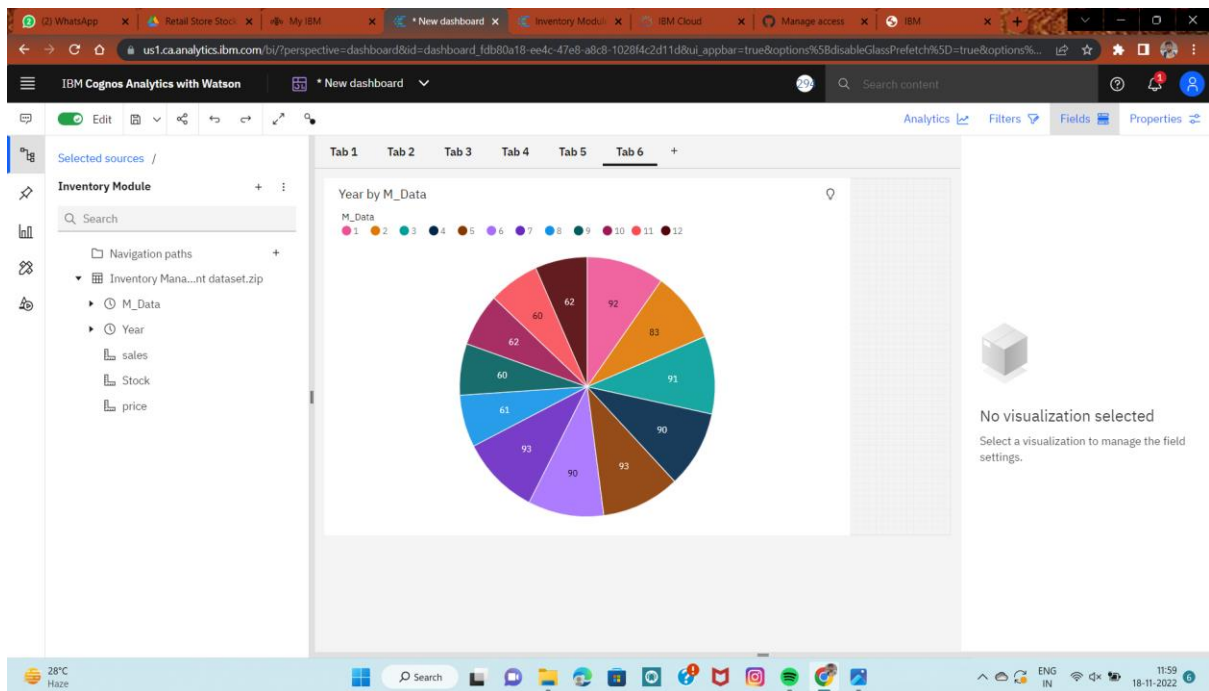 (2) WhatsApp
Retail Store Stock
My IBM
* New dashboard
Inventory Module
IBM Cloud
Manage access
IBM
us1.ca.analytics.ibm.com/bi/?perspective=dashboard&id=dashboard_fdb80a18-ee4c-47e8-a8c8-1028f4c2d11d&ui_appbar=true&options%5BdisableGlassPrefetch%5D=true&options%...
IBM Cognos Analytics with Watson
* New dashboard
294
Search content
Edit
Analytics
Filters
Fields
Properties
Selected sources /
Inventory Module
Search
Navigation paths
Inventory Mana...nt dataset.zip
M_Data
Year
sales
Stock
price
Tab 1 Tab 2 Tab 3 Tab 4 Tab 5 Tab 6 +
Year by M_Data
M_Data
1 2 3 4 5 6 7 8 9 10 11 12
92
83
91
90
93
90
93
61
60
62
60
62
No visualization selected
Select a visualization to manage the field
settings.
28°C
Haze
Search
ENG
IN
11:59
18-11-2022
6